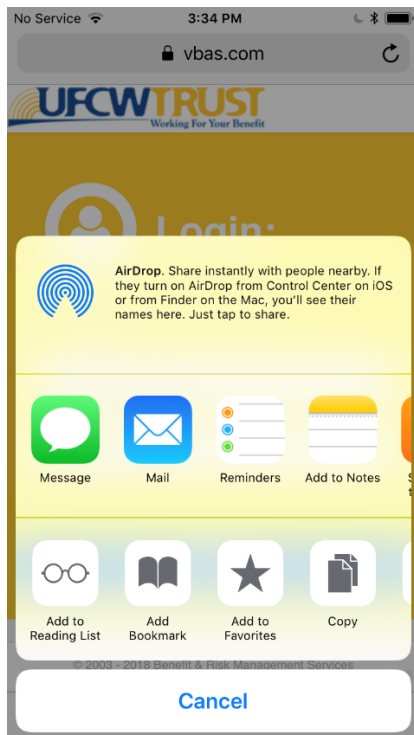 No Service 3:34 PM
vbas.com
UFCWTRUST
Working For Your Benefit
Login:
AirDrop. Share instantly with people nearby. If
they turn on AirDrop from Control Center on iOS
or from Finder on the Mac, you'll see their
names here. Just tap to share.
Message Mail Reminders Add to Notes
Add to Reading List
Add Bookmark
Add to Favorites
Copy
© 2003 - 2018 Benefit & Risk Management Services
Cancel